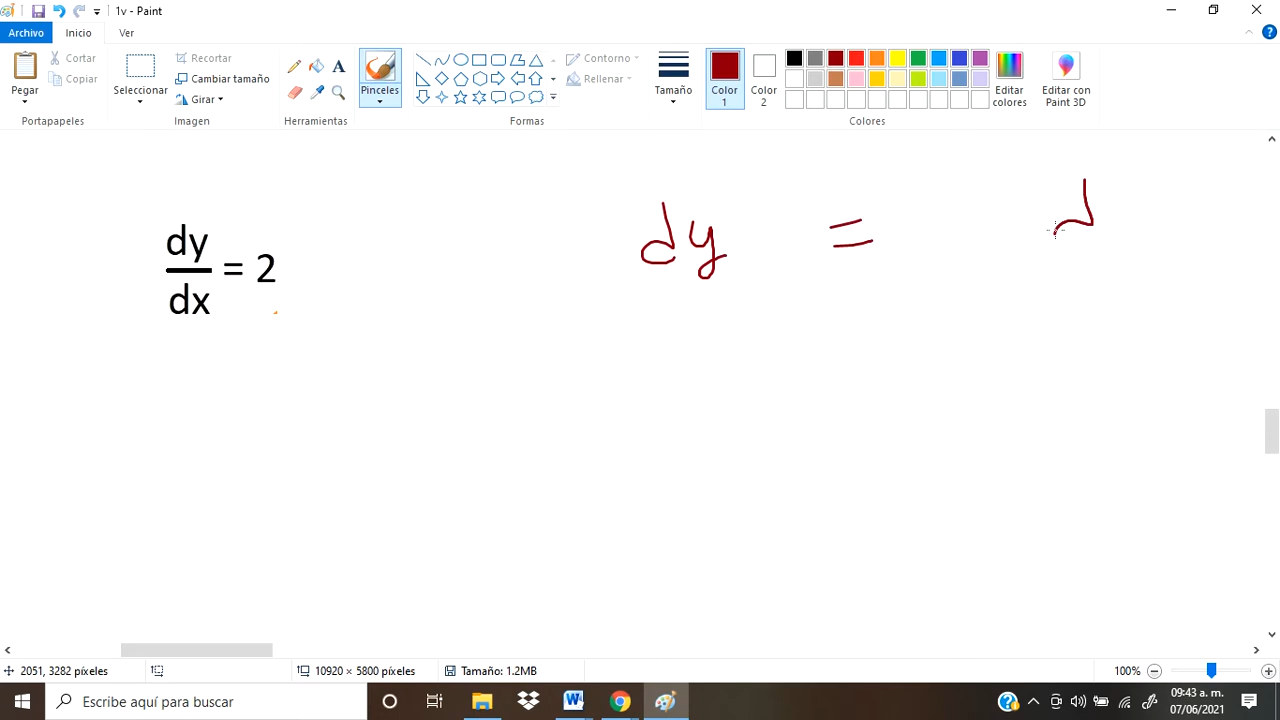 1v - Paint
Archivo Inicio Ver
Pegar
Cortar
Copiar
Portapapeles
Seleccionar
Recortar
Cambiar tamaño
Girar
Imagen
A
Herramientas
Pinceles
Contorno
Rellenar
Formas
Tamaño
Color 1
Color 2
Editar colores
Editar con Paint 3D
Colores
dy
dx
= 2
dy =
2051, 3282 píxeles
10920 × 5800 píxeles
Tamaño: 1.2MB
100%
Escribe aquí para buscar
09:43 a. m.
07/06/2021